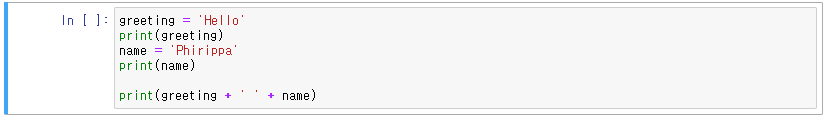 In [ ]: greeting = 'Hello'
print(greeting)
name = 'Phirippa'
print(name)
print(greeting + ' ' + name)